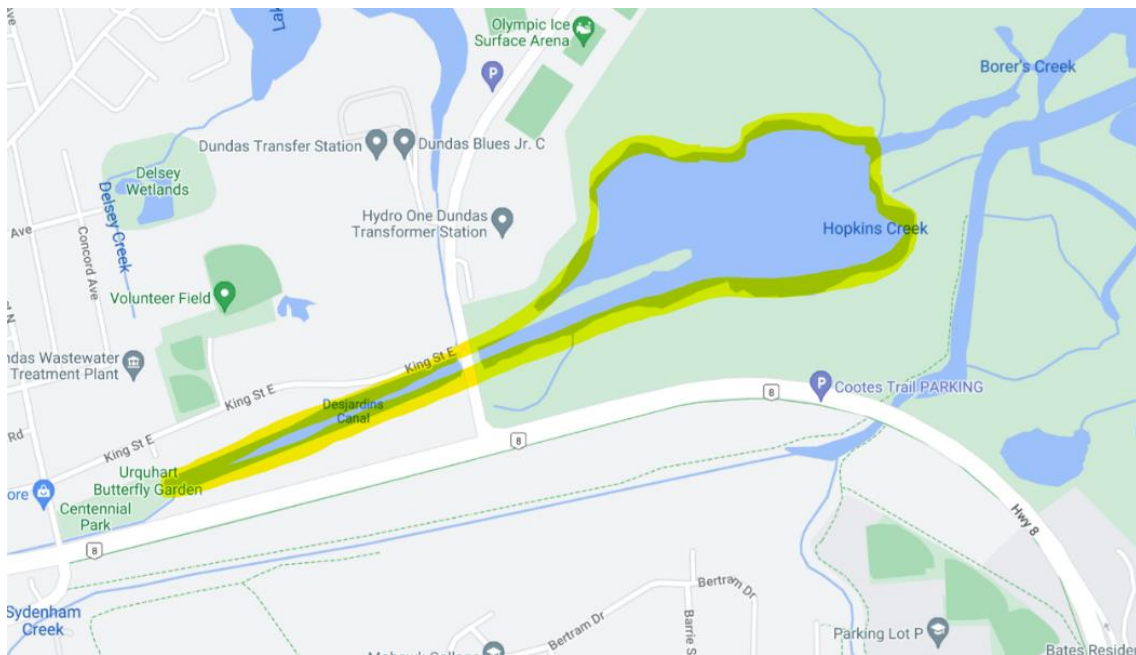 Ave
Olympic Ice
Surface Arena
P
Borer's Creek
Dundas Transfer Station
Dundas Blues Jr. C
Delsey
Wetlands
Delsey Creek
Hydro One Dundas
Transformer Station
Hopkins Creek
Ave
Concord Ave
Volunteer Field
King St E
ndas Wastewater
Treatment Plant
P
Cootes Trail PARKING
8
King St E
Desjardins
Canal
Rd
King St E
8
Urquhart
Butterfly Garden
ore
Centennial
Park
Hwy 8
8
Bertram Dr
Sydenham
Creek
Bertram Dr
Barrie S
Parking Lot P
Bates Resider